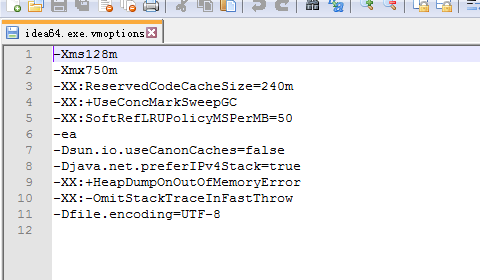 idea64.exe.vmoptions
1 -Xms128m
2 -Xmx750m
3 -XX:ReservedCodeCacheSize=240m
4 -XX:+UseConcMarkSweepGC
5 -XX:SoftRefLRUPolicyMSPerMB=50
6 -ea
7 -Dsun.io.useCanonCaches=false
8 -Djava.net.preferIPv4Stack=true
9 -XX:+HeapDumpOnOutOfMemoryError
10 -XX:-OmitStackTraceInFastThrow
11 -Dfile.encoding=UTF-8
12